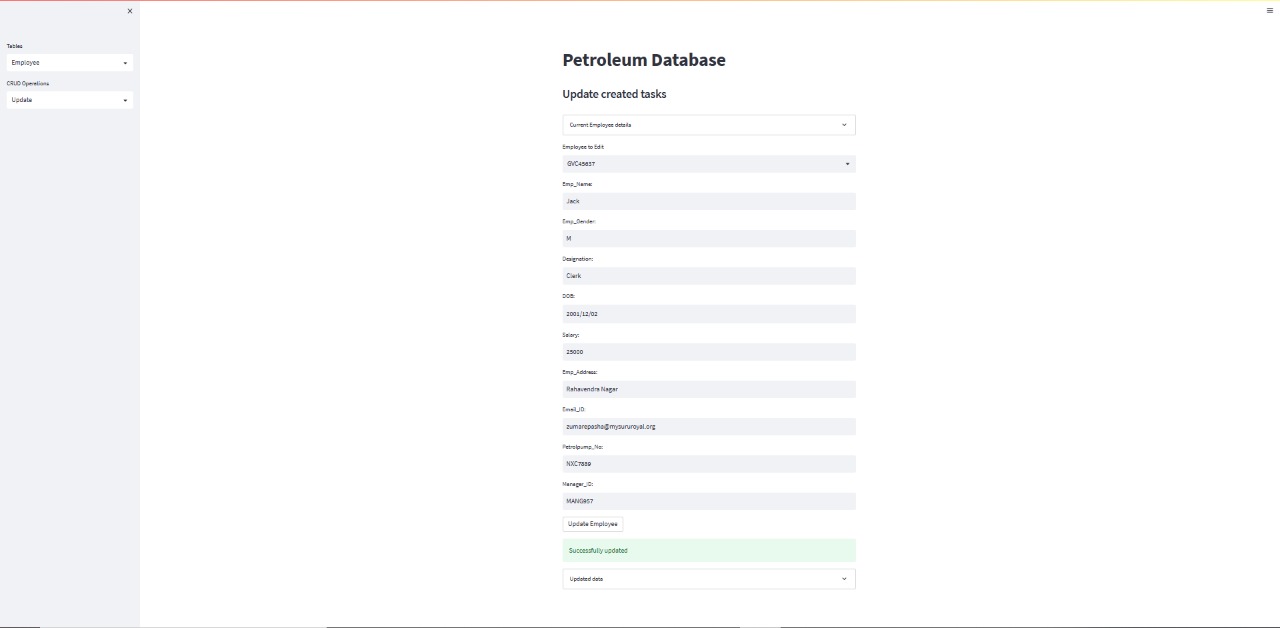 Tables
Employee
CRUD Operations
Update
Petroleum Database
Update created tasks
Current Employee details
Employee to Edit
GVC45637
Emp_Name:
Jack
Emp_Gender:
M
Designation:
Clerk
DOB:
2001/12/02
Salary:
25000
Emp_Address:
Rahavendra Nagar
Email_ID:
zumarepasha@mysururoyal.org
Petrolpump_No:
NXC7889
Manager_ID:
MANG957
Update Employee
Successfully updated
Updated data